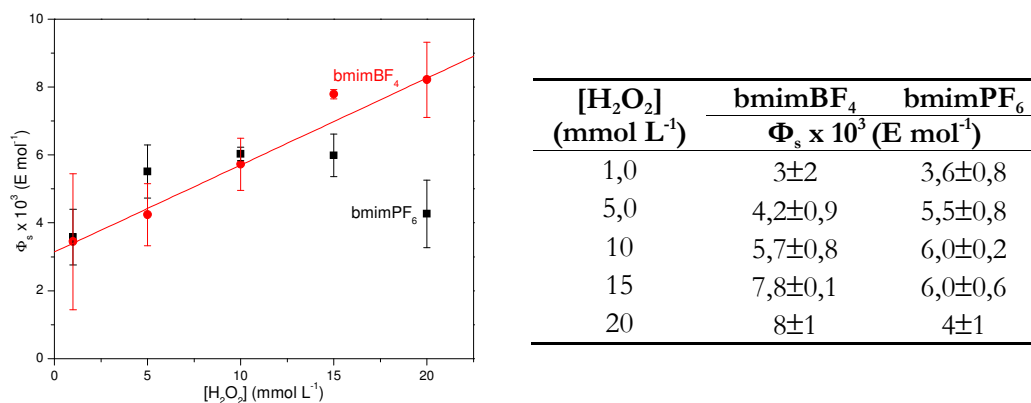 10
8
6
4
2
0
0
5
10
15
20
Φs x 10³ (E mol⁻¹)
[H₂O₂] (mmol L⁻¹)
bmimBF₄
bmimPF₆
[H₂O₂] bmimBF₄ bmimPF₆
(mmol L⁻¹) Φs x 10³ (E mol⁻¹)
1,0 3±2 3,6±0,8
5,0 4,2±0,9 5,5±0,8
10 5,7±0,8 6,0±0,2
15 7,8±0,1 6,0±0,6
20 8±1 4±1